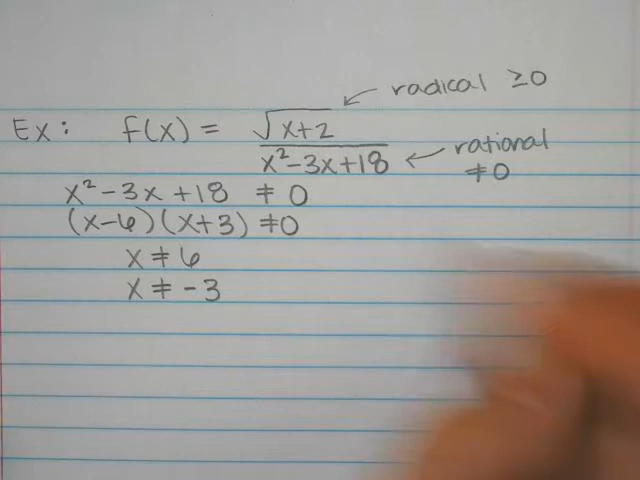 radical ≥0
Ex: f(x) = √x+2 / x²-3x+18
rational
≠0
x²-3x+18 ≠ 0
(x-6)(x+3) ≠0
x ≠ 6
x ≠ -3